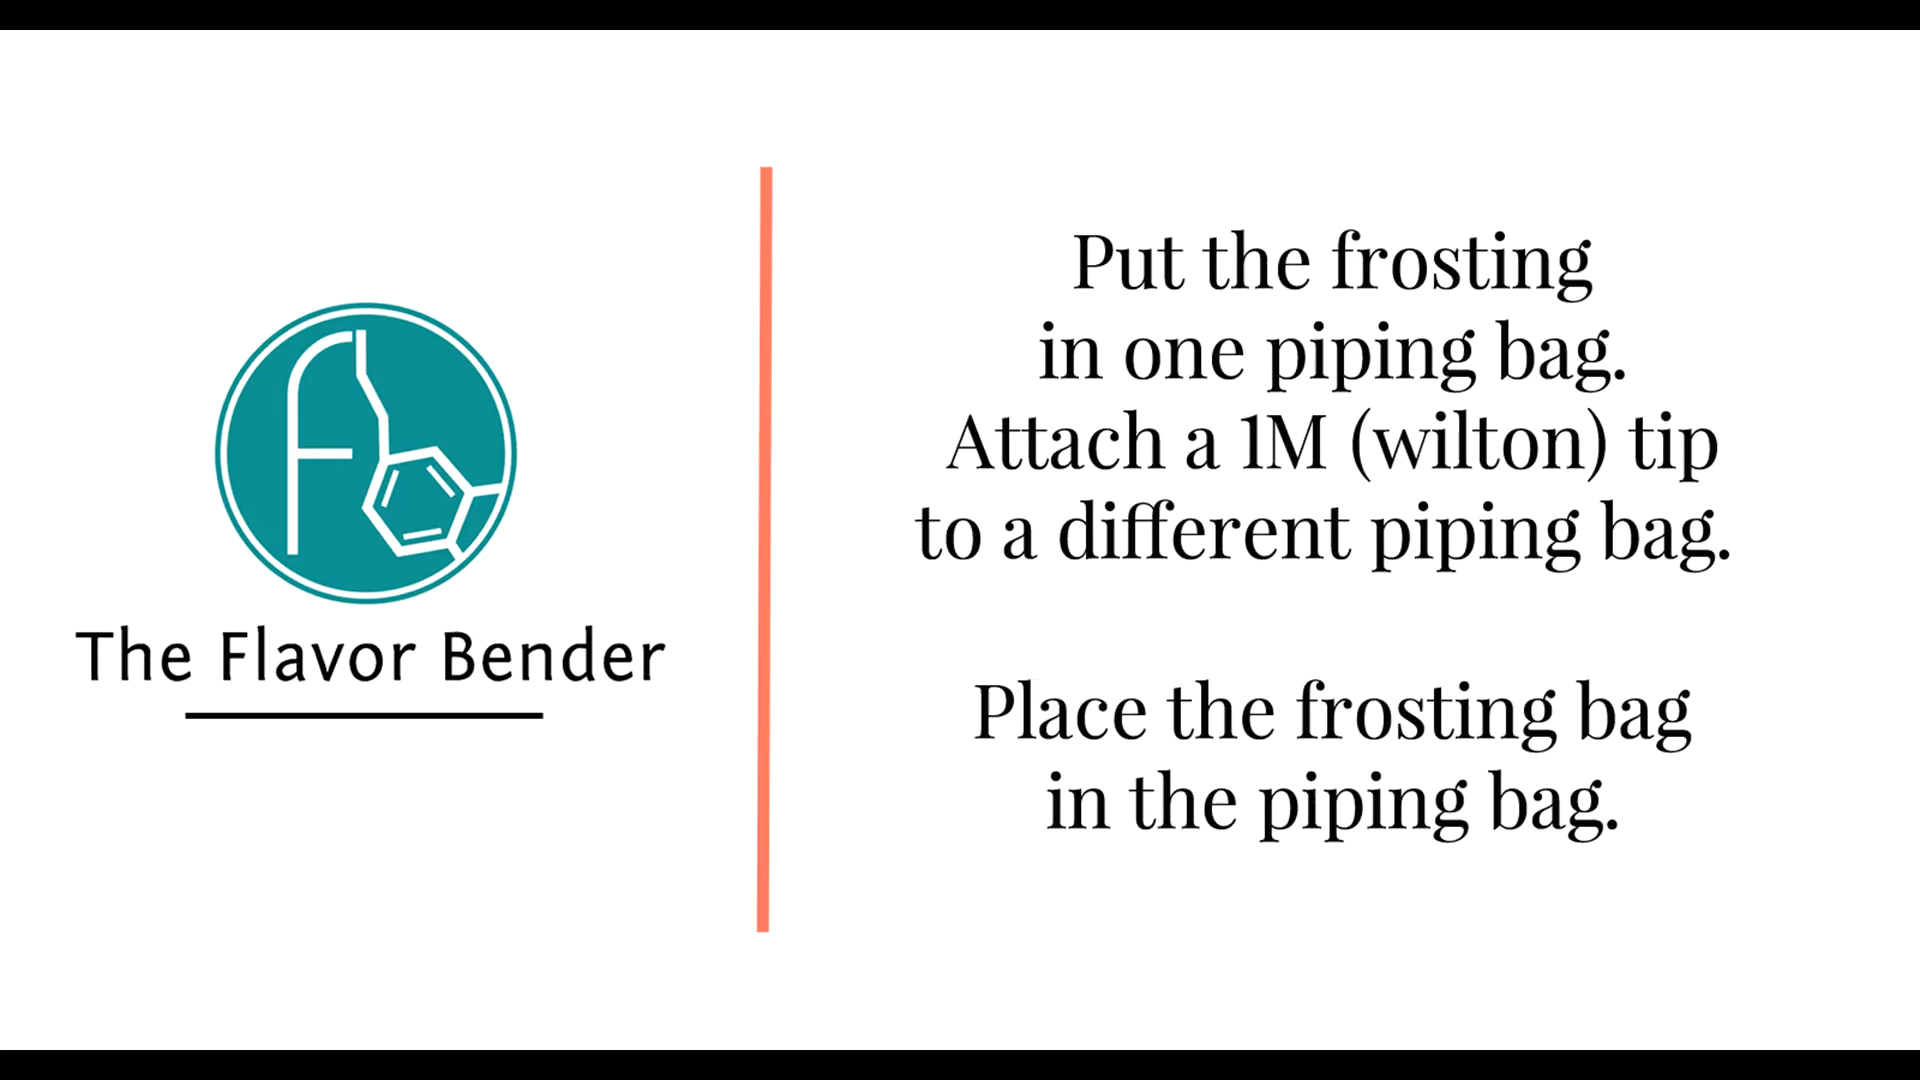 The Flavor Bender
Put the frosting
in one piping bag.
Attach a 1M (wilton) tip
to a different piping bag.
Place the frosting bag
in the piping bag.